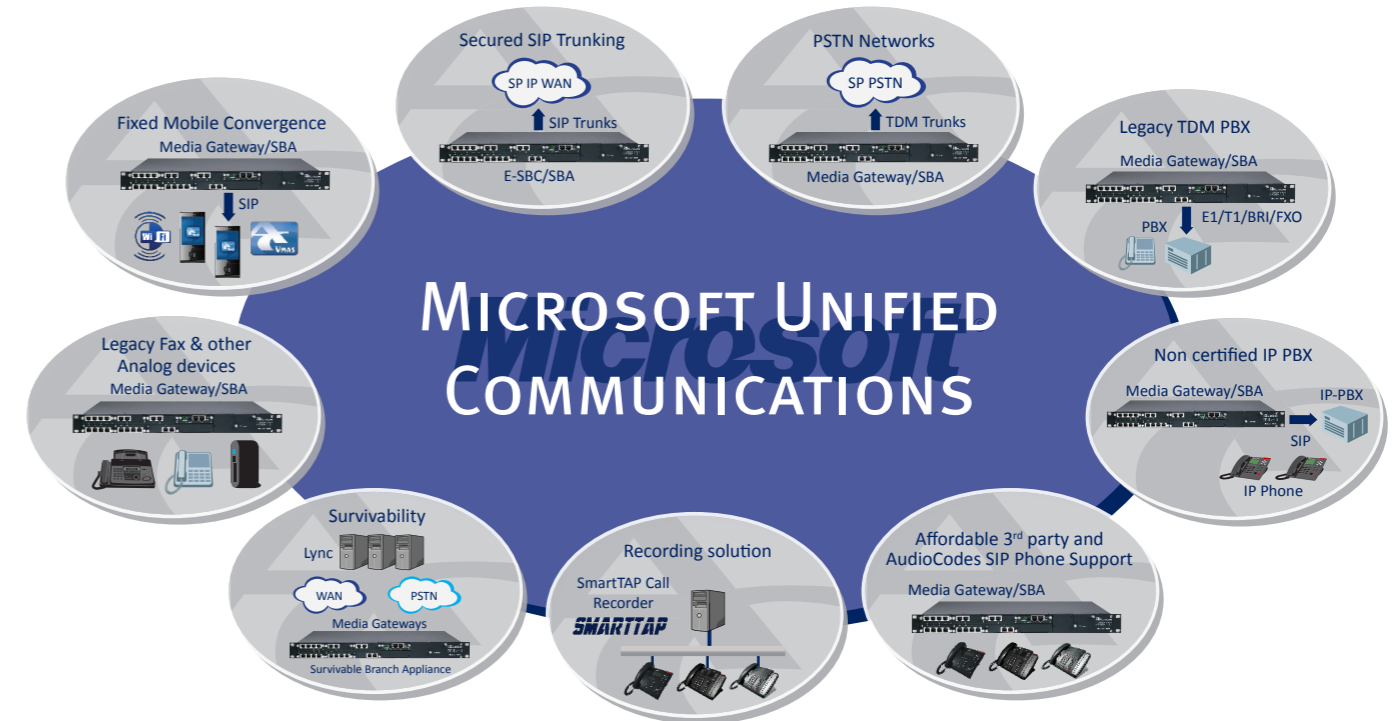 Secured SIP Trunking
SP IP WAN
SIP Trunks
E-SBC/SBA
PSTN Networks
SP PSTN
TDM Trunks
Media Gateway/SBA
Fixed Mobile Convergence
Media Gateway/SBA
SIP
Wi Fi
VMAS
Legacy TDM PBX
Media Gateway/SBA
E1/T1/BRI/FXO
PBX
Microsoft
MICROSOFT UNIFIED
COMMUNICATIONS
Legacy Fax & other
Analog devices
Media Gateway/SBA
Non certified IP PBX
Media Gateway/SBA
IP-PBX
SIP
IP Phone
Survivability
Lync
WAN
PSTN
Media Gateways
Survivable Branch Appliance
Recording solution
SmartTAP Call
Recorder
SMARTTAP
Affordable 3rd party and
AudioCodes SIP Phone Support
Media Gateway/SBA